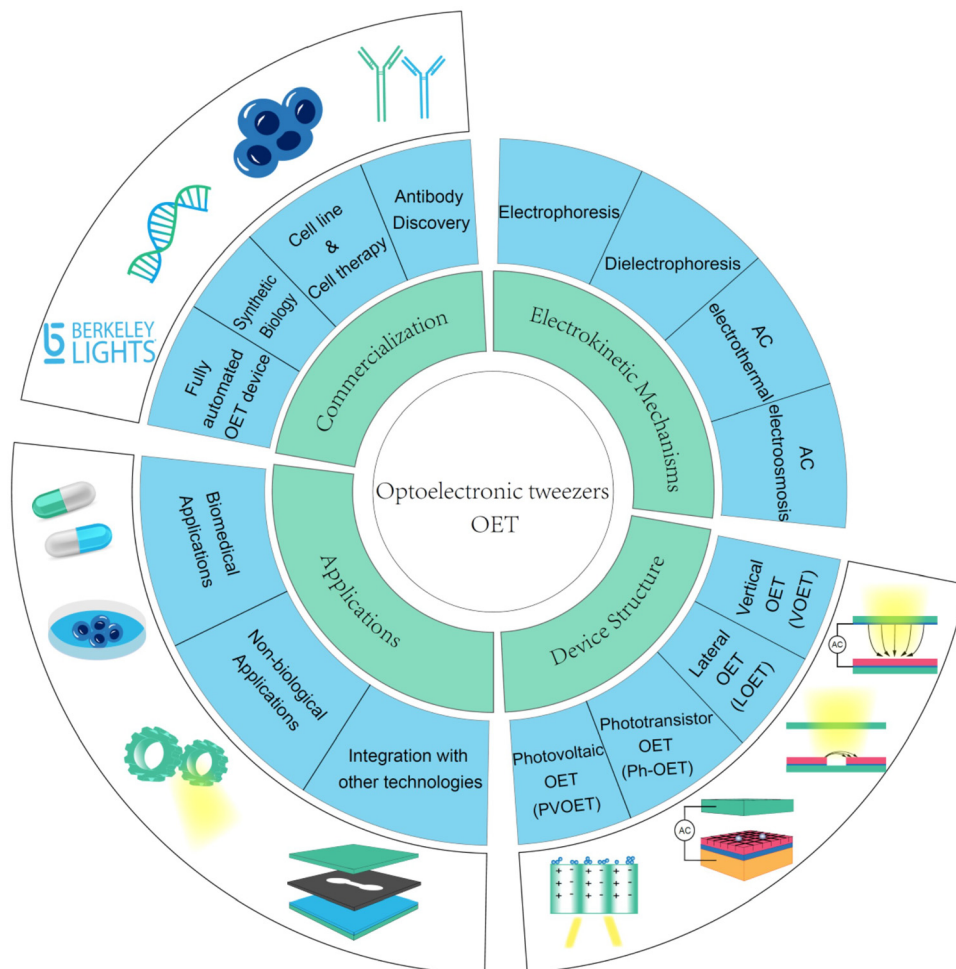 Optoelectronic tweezers
OET
Commercialization
Antibody
Discovery
Cell line
&
Cell therapy
Synthetic
Biology
Fully
automated
OET device
BERKELEY
LIGHTS
Electrokinetic Mechanisms
Electrophoresis
Dielectrophoresis
AC
electrothermal
AC
electroosmosis
Device Structure
Vertical
OET
(VOET)
Lateral
OET
(LOET)
Phototransistor
OET
(Ph-OET)
Photovoltaic
OET
(PVOET)
AC
AC
+ - + - + -
+ - + - + -
+ - + - + -
Applications
Biomedical
Applications
Non-biological
Applications
Integration with
other technologies